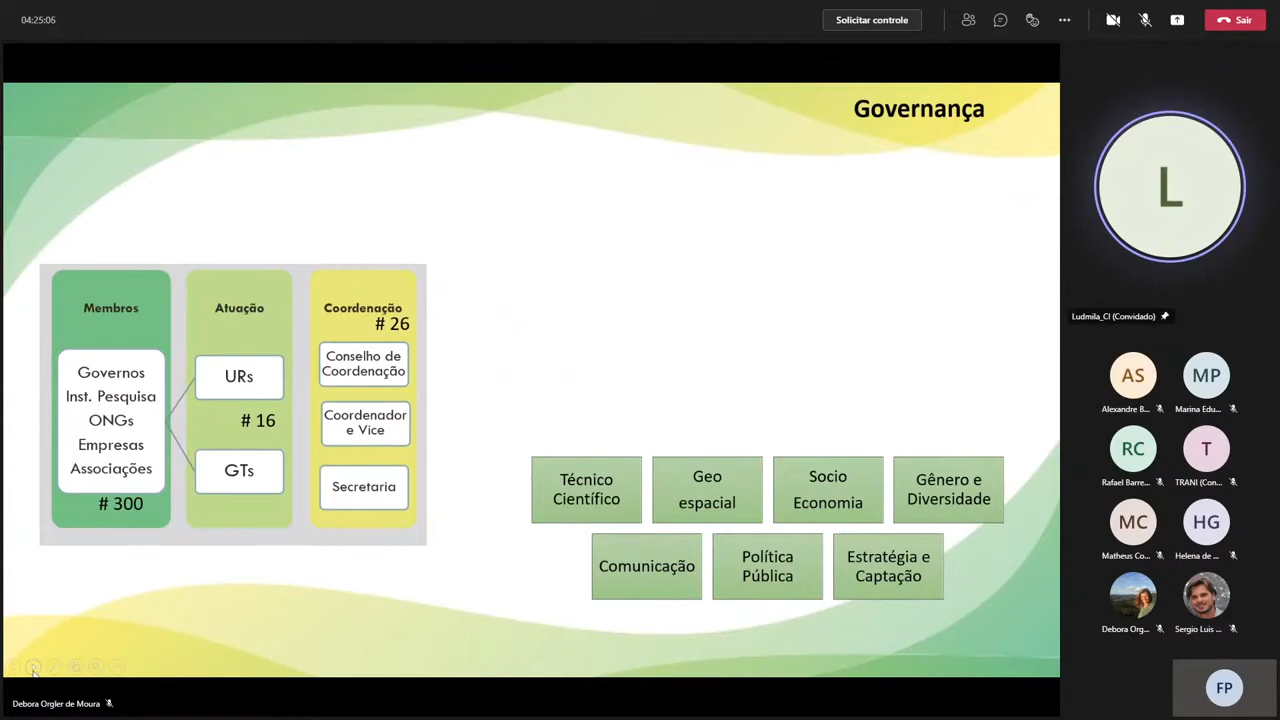 04:25:06
Solicitar controle
Sair
Governança
Membros
Governos
Inst. Pesquisa
ONGs
Empresas
Associações
# 300
Atuação
URs
# 16
GTs
Coordenação
# 26
Conselho de
Coordenação
Coordenador
e Vice
Secretaria
Técnico
Científico
Geo
espacial
Socio
Economia
Gênero e
Diversidade
Comunicação
Política
Pública
Estratégia e
Captação
L
Ludmila_CI (Convidado)
AS
MP
Alexandre B...
Marina Edu...
RC
T
Rafael Barre...
TRANI (Con...
MC
HG
Matheus Co...
Helena de ...
Debora Org...
Sergio Luis ...
FP
Debora Orgler de Moura